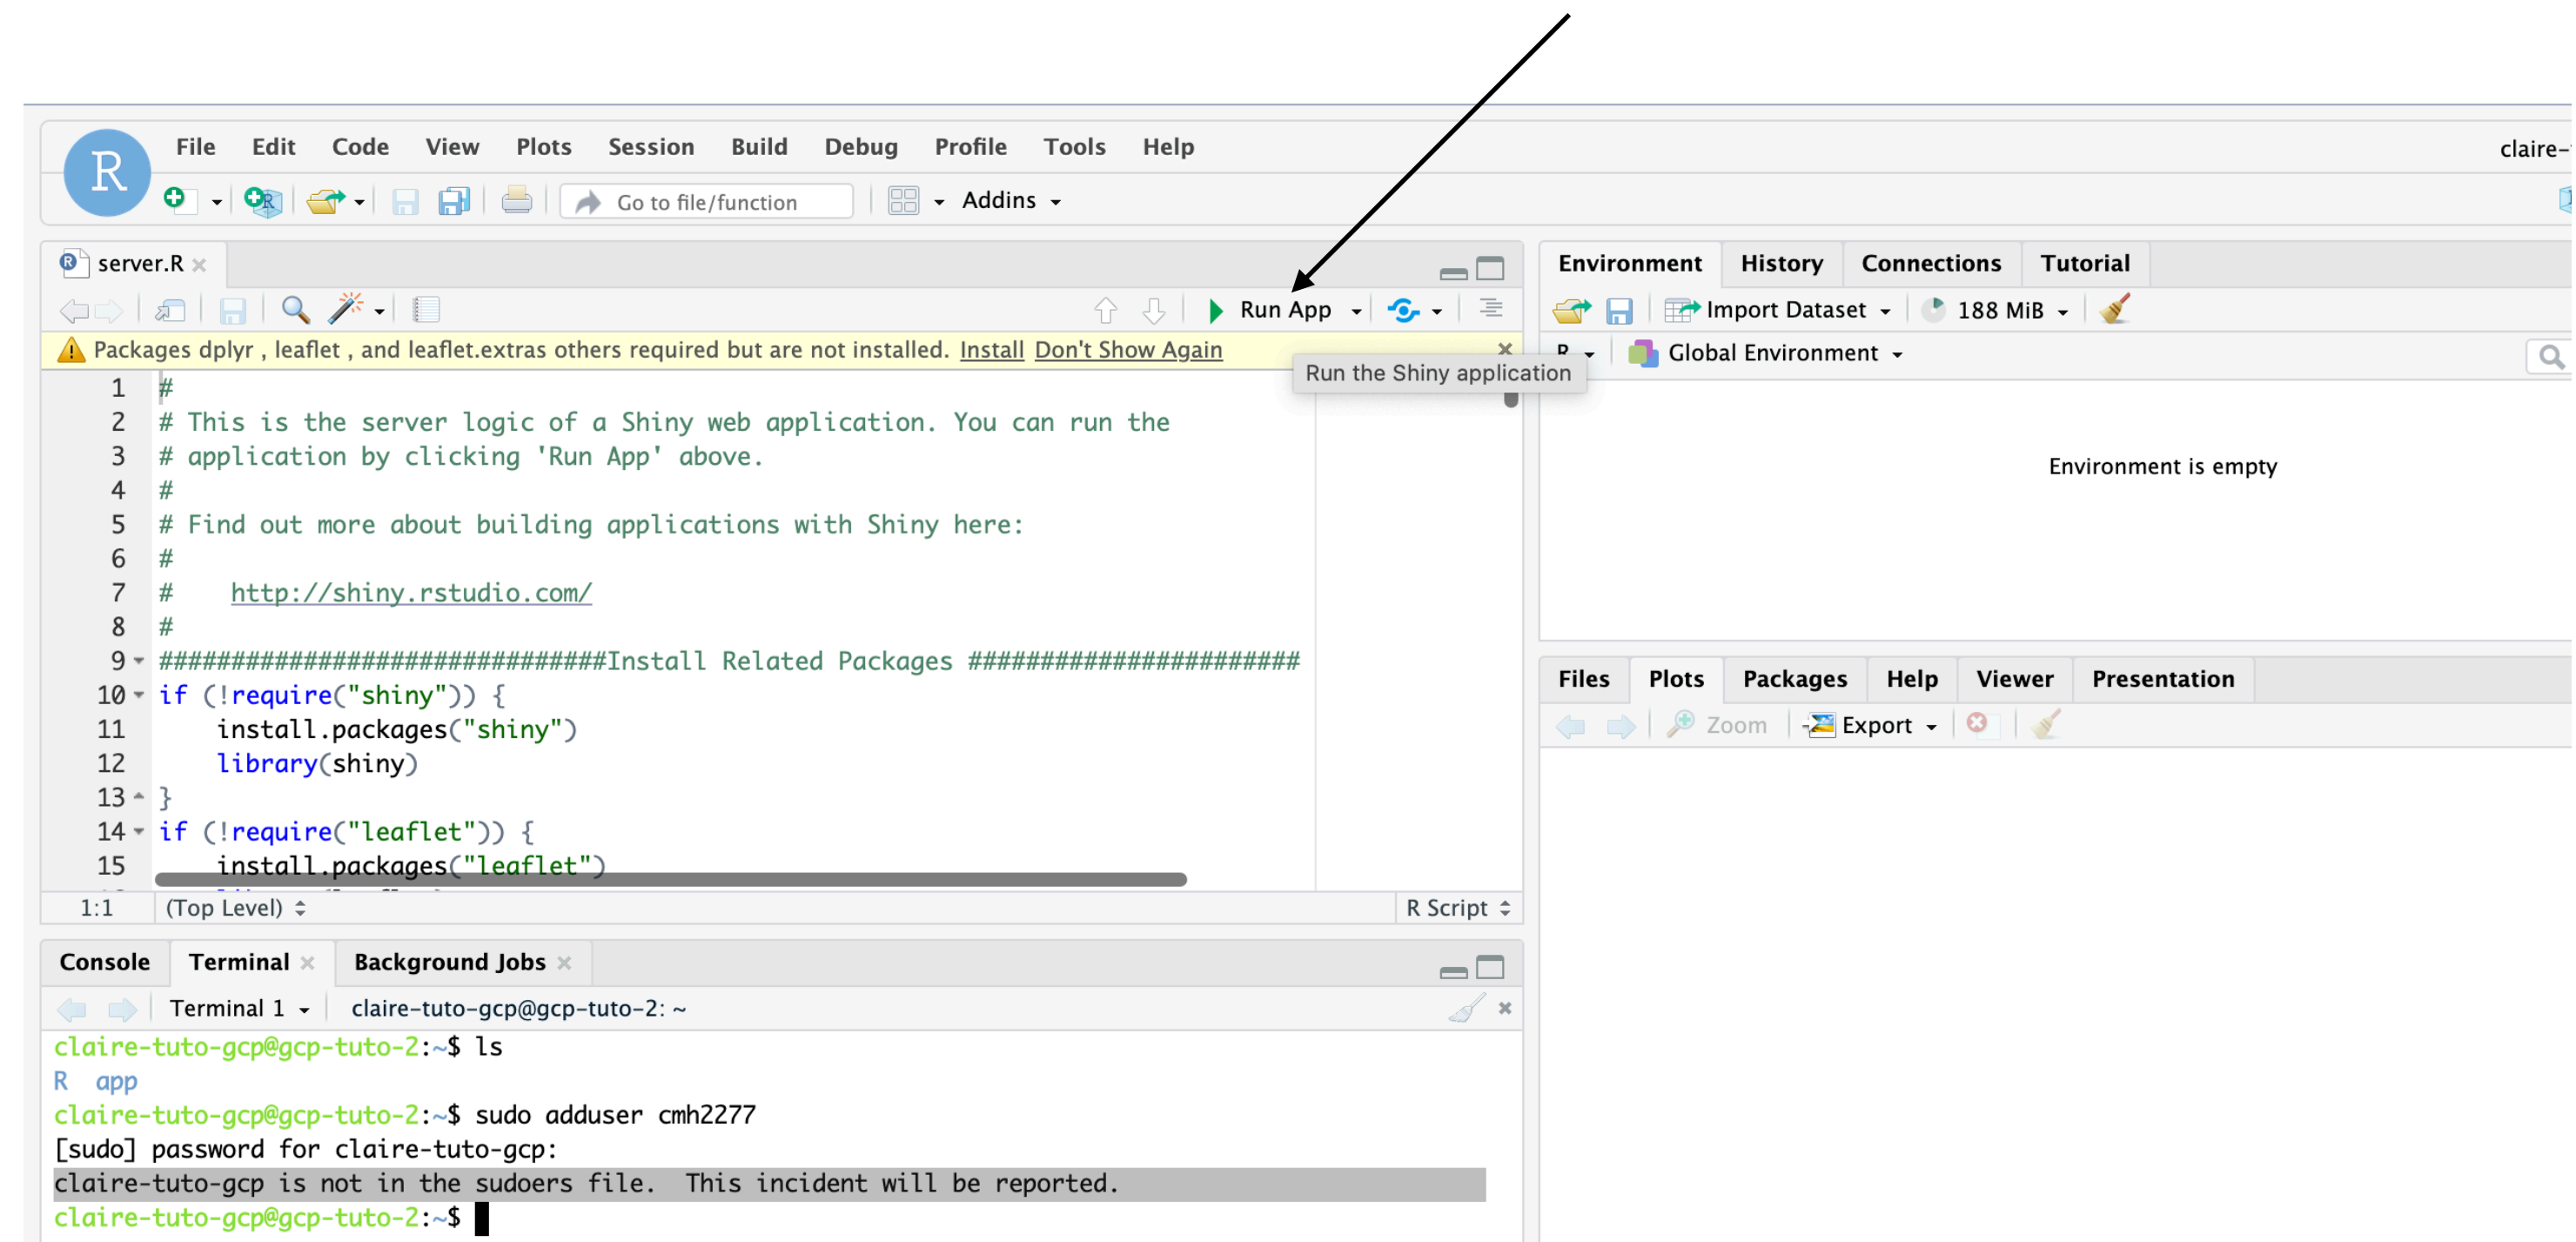 R
File Edit Code View Plots Session Build Debug Profile Tools Help
claire-
Go to file/function
Addins
server.R
Run App
Packages dplyr , leaflet , and leaflet.extras others required but are not installed. Install Don't Show Again
Run the Shiny application
1 #
2 # This is the server logic of a Shiny web application. You can run the
3 # application by clicking 'Run App' above.
4 #
5 # Find out more about building applications with Shiny here:
6 #
7 #    http://shiny.rstudio.com/
8 #
9 ###############################Install Related Packages #######################
10 if (!require("shiny")) {
11     install.packages("shiny")
12     library(shiny)
13 }
14 if (!require("leaflet")) {
15     install.packages("leaflet")
1:1 (Top Level) R Script
Console Terminal Background Jobs
Terminal 1 claire-tuto-gcp@gcp-tuto-2: ~
claire-tuto-gcp@gcp-tuto-2:~$ ls
R  app
claire-tuto-gcp@gcp-tuto-2:~$ sudo adduser cmh2277
[sudo] password for claire-tuto-gcp:
claire-tuto-gcp is not in the sudoers file.  This incident will be reported.
claire-tuto-gcp@gcp-tuto-2:~$
Environment History Connections Tutorial
Import Dataset 188 MiB
R Global Environment
Environment is empty
Files Plots Packages Help Viewer Presentation
Zoom Export